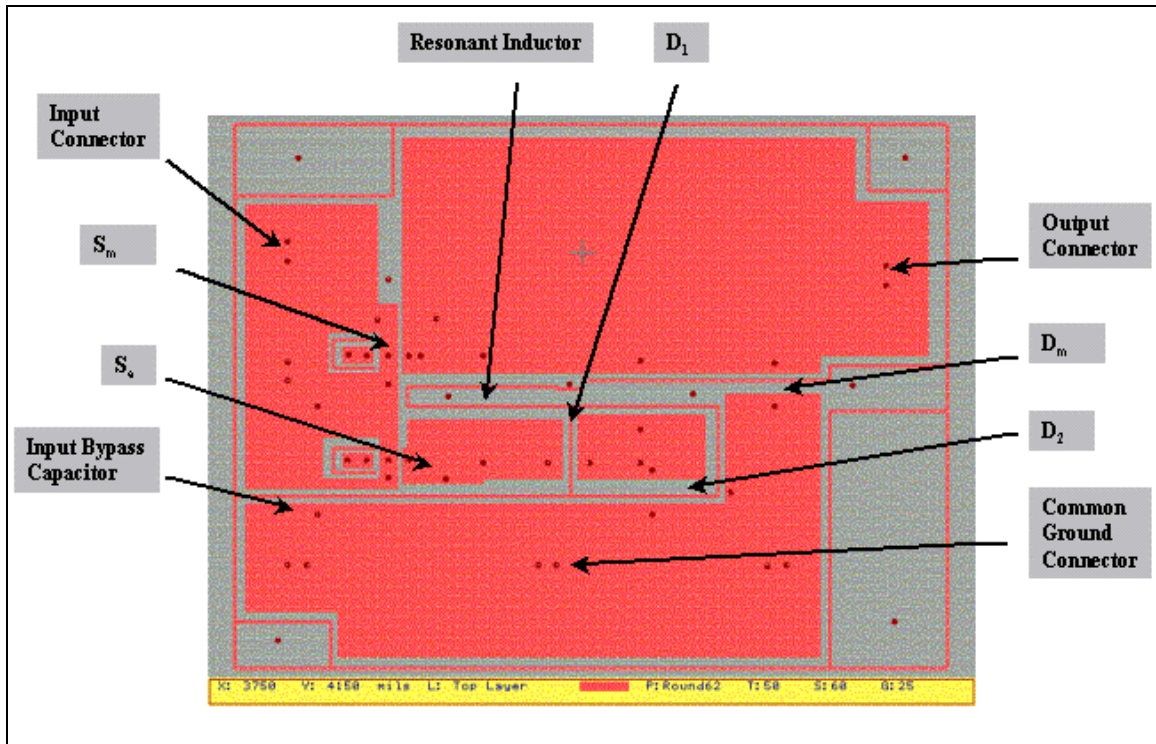 Resonant Inductor
D1
Input
Connector
Sm
Output
Connector
Dm
Input Bypass
Capacitor
D2
Common
Ground
Connector
X: 3750 Y: 4150 mils L: Top Layer P:Round62 T:50 S:60 G:25